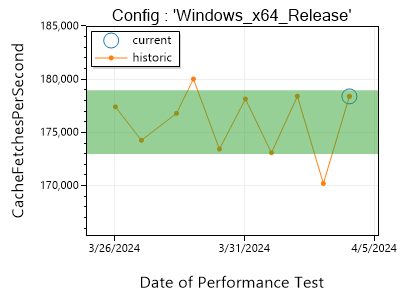 Config : 'Windows_x64_Release'
current
historic
185,000
180,000
175,000
170,000
CacheFetchesPerSecond
3/26/2024
3/31/2024
4/5/2024
Date of Performance Test